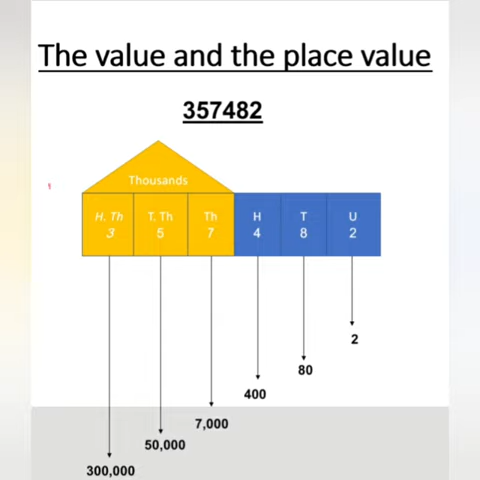 The value and the place value
357482
Thousands
H. Th T. Th Th H T U
3 5 7 4 8 2
2
80
400
7,000
50,000
300,000